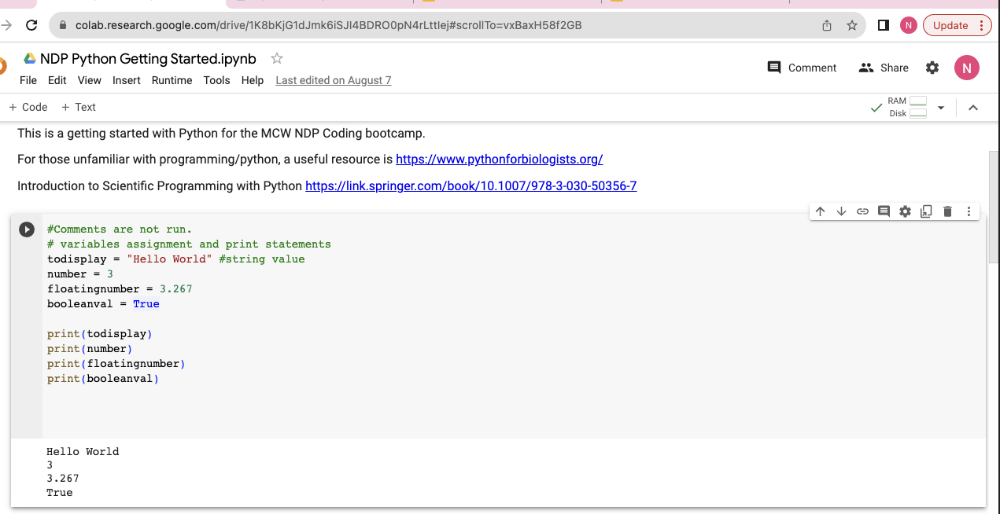 colab.research.google.com/drive/1K8bKjG1dJmk6iSJl4BDRO0pN4rLttlej#scrollTo=vxBaxH58f2GB
N
Update
NDP Python Getting Started.ipynb
File Edit View Insert Runtime Tools Help Last edited on August 7
Comment
Share
N
+ Code + Text
RAM
Disk
This is a getting started with Python for the MCW NDP Coding bootcamp.
For those unfamiliar with programming/python, a useful resource is https://www.pythonforbiologists.org/
Introduction to Scientific Programming with Python https://link.springer.com/book/10.1007/978-3-030-50356-7
#Comments are not run.
# variables assignment and print statements
todisplay = "Hello World" #string value
number = 3
floatingnumber = 3.267
booleanval = True
print(todisplay)
print(number)
print(floatingnumber)
print(booleanval)
Hello World
3
3.267
True